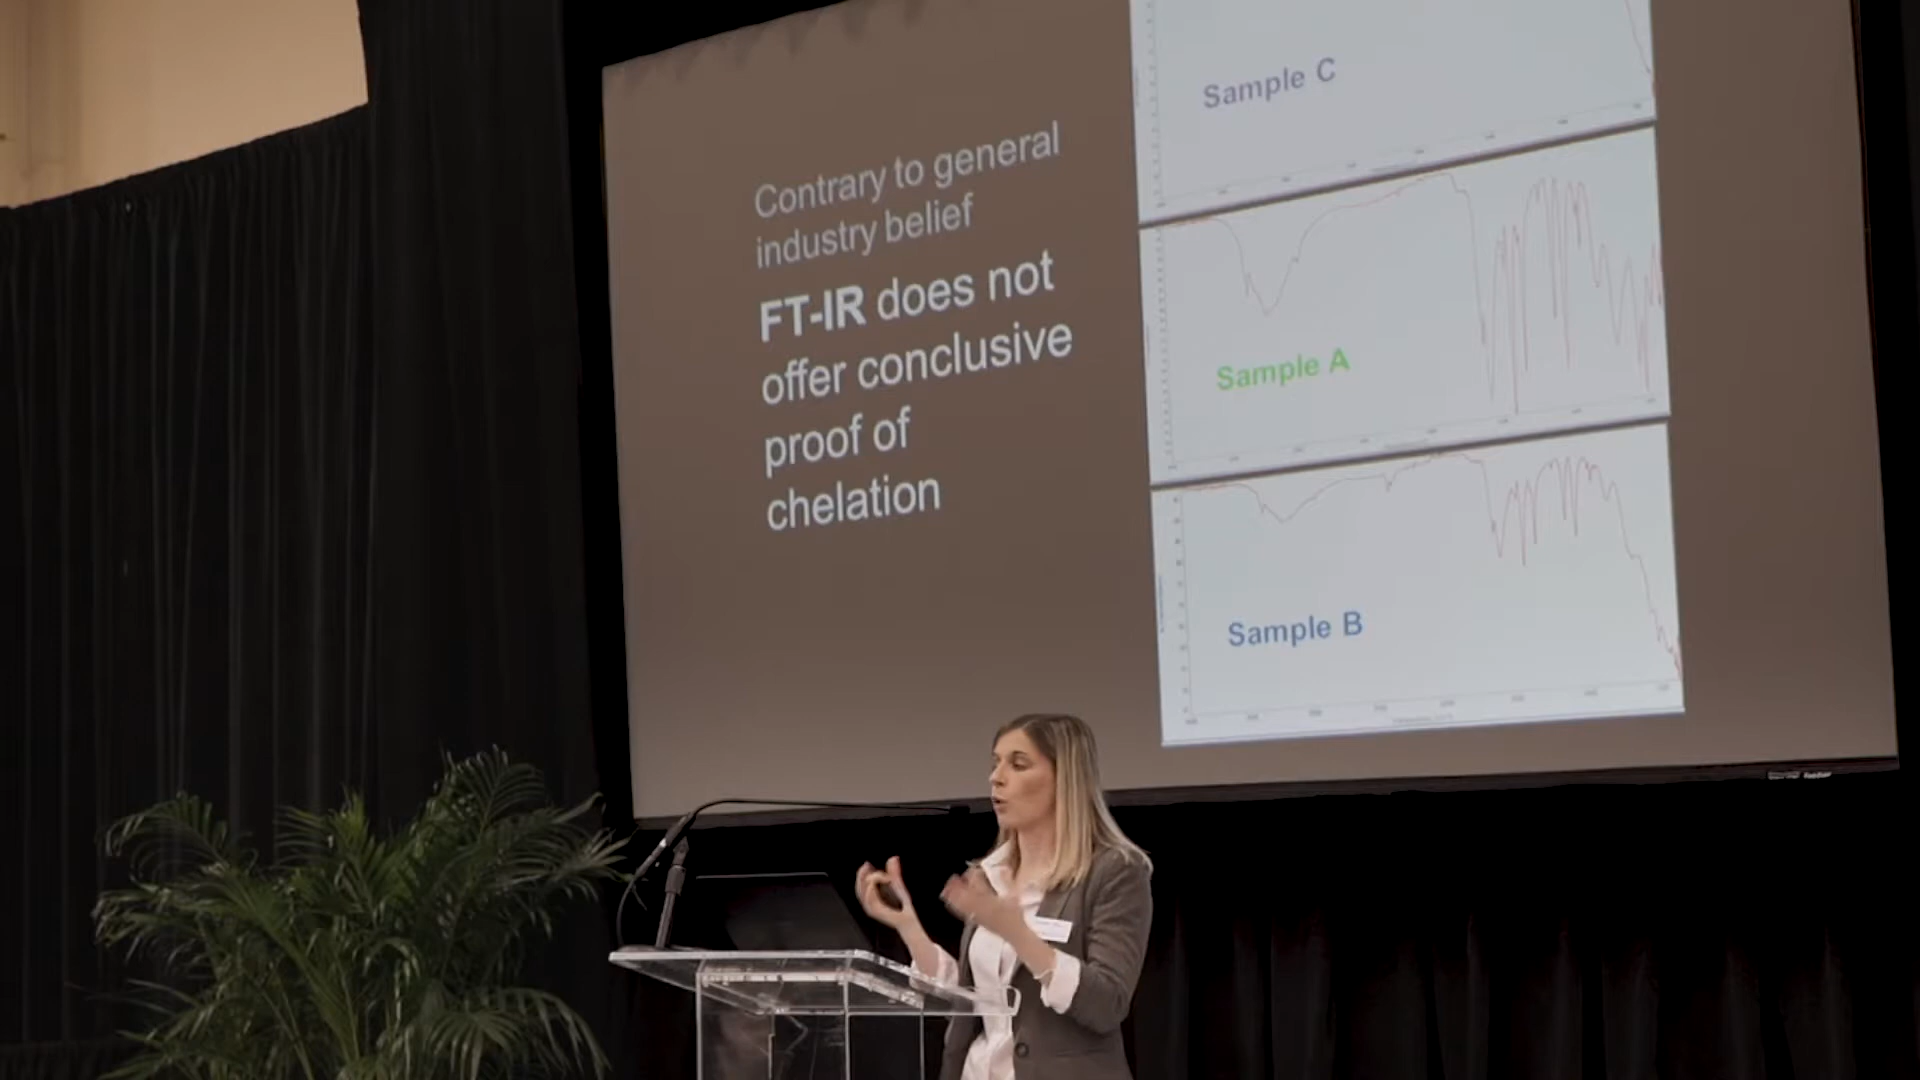 Contrary to general
industry belief
FT-IR does not
offer conclusive
proof of
chelation
Sample C
Sample A
Sample B